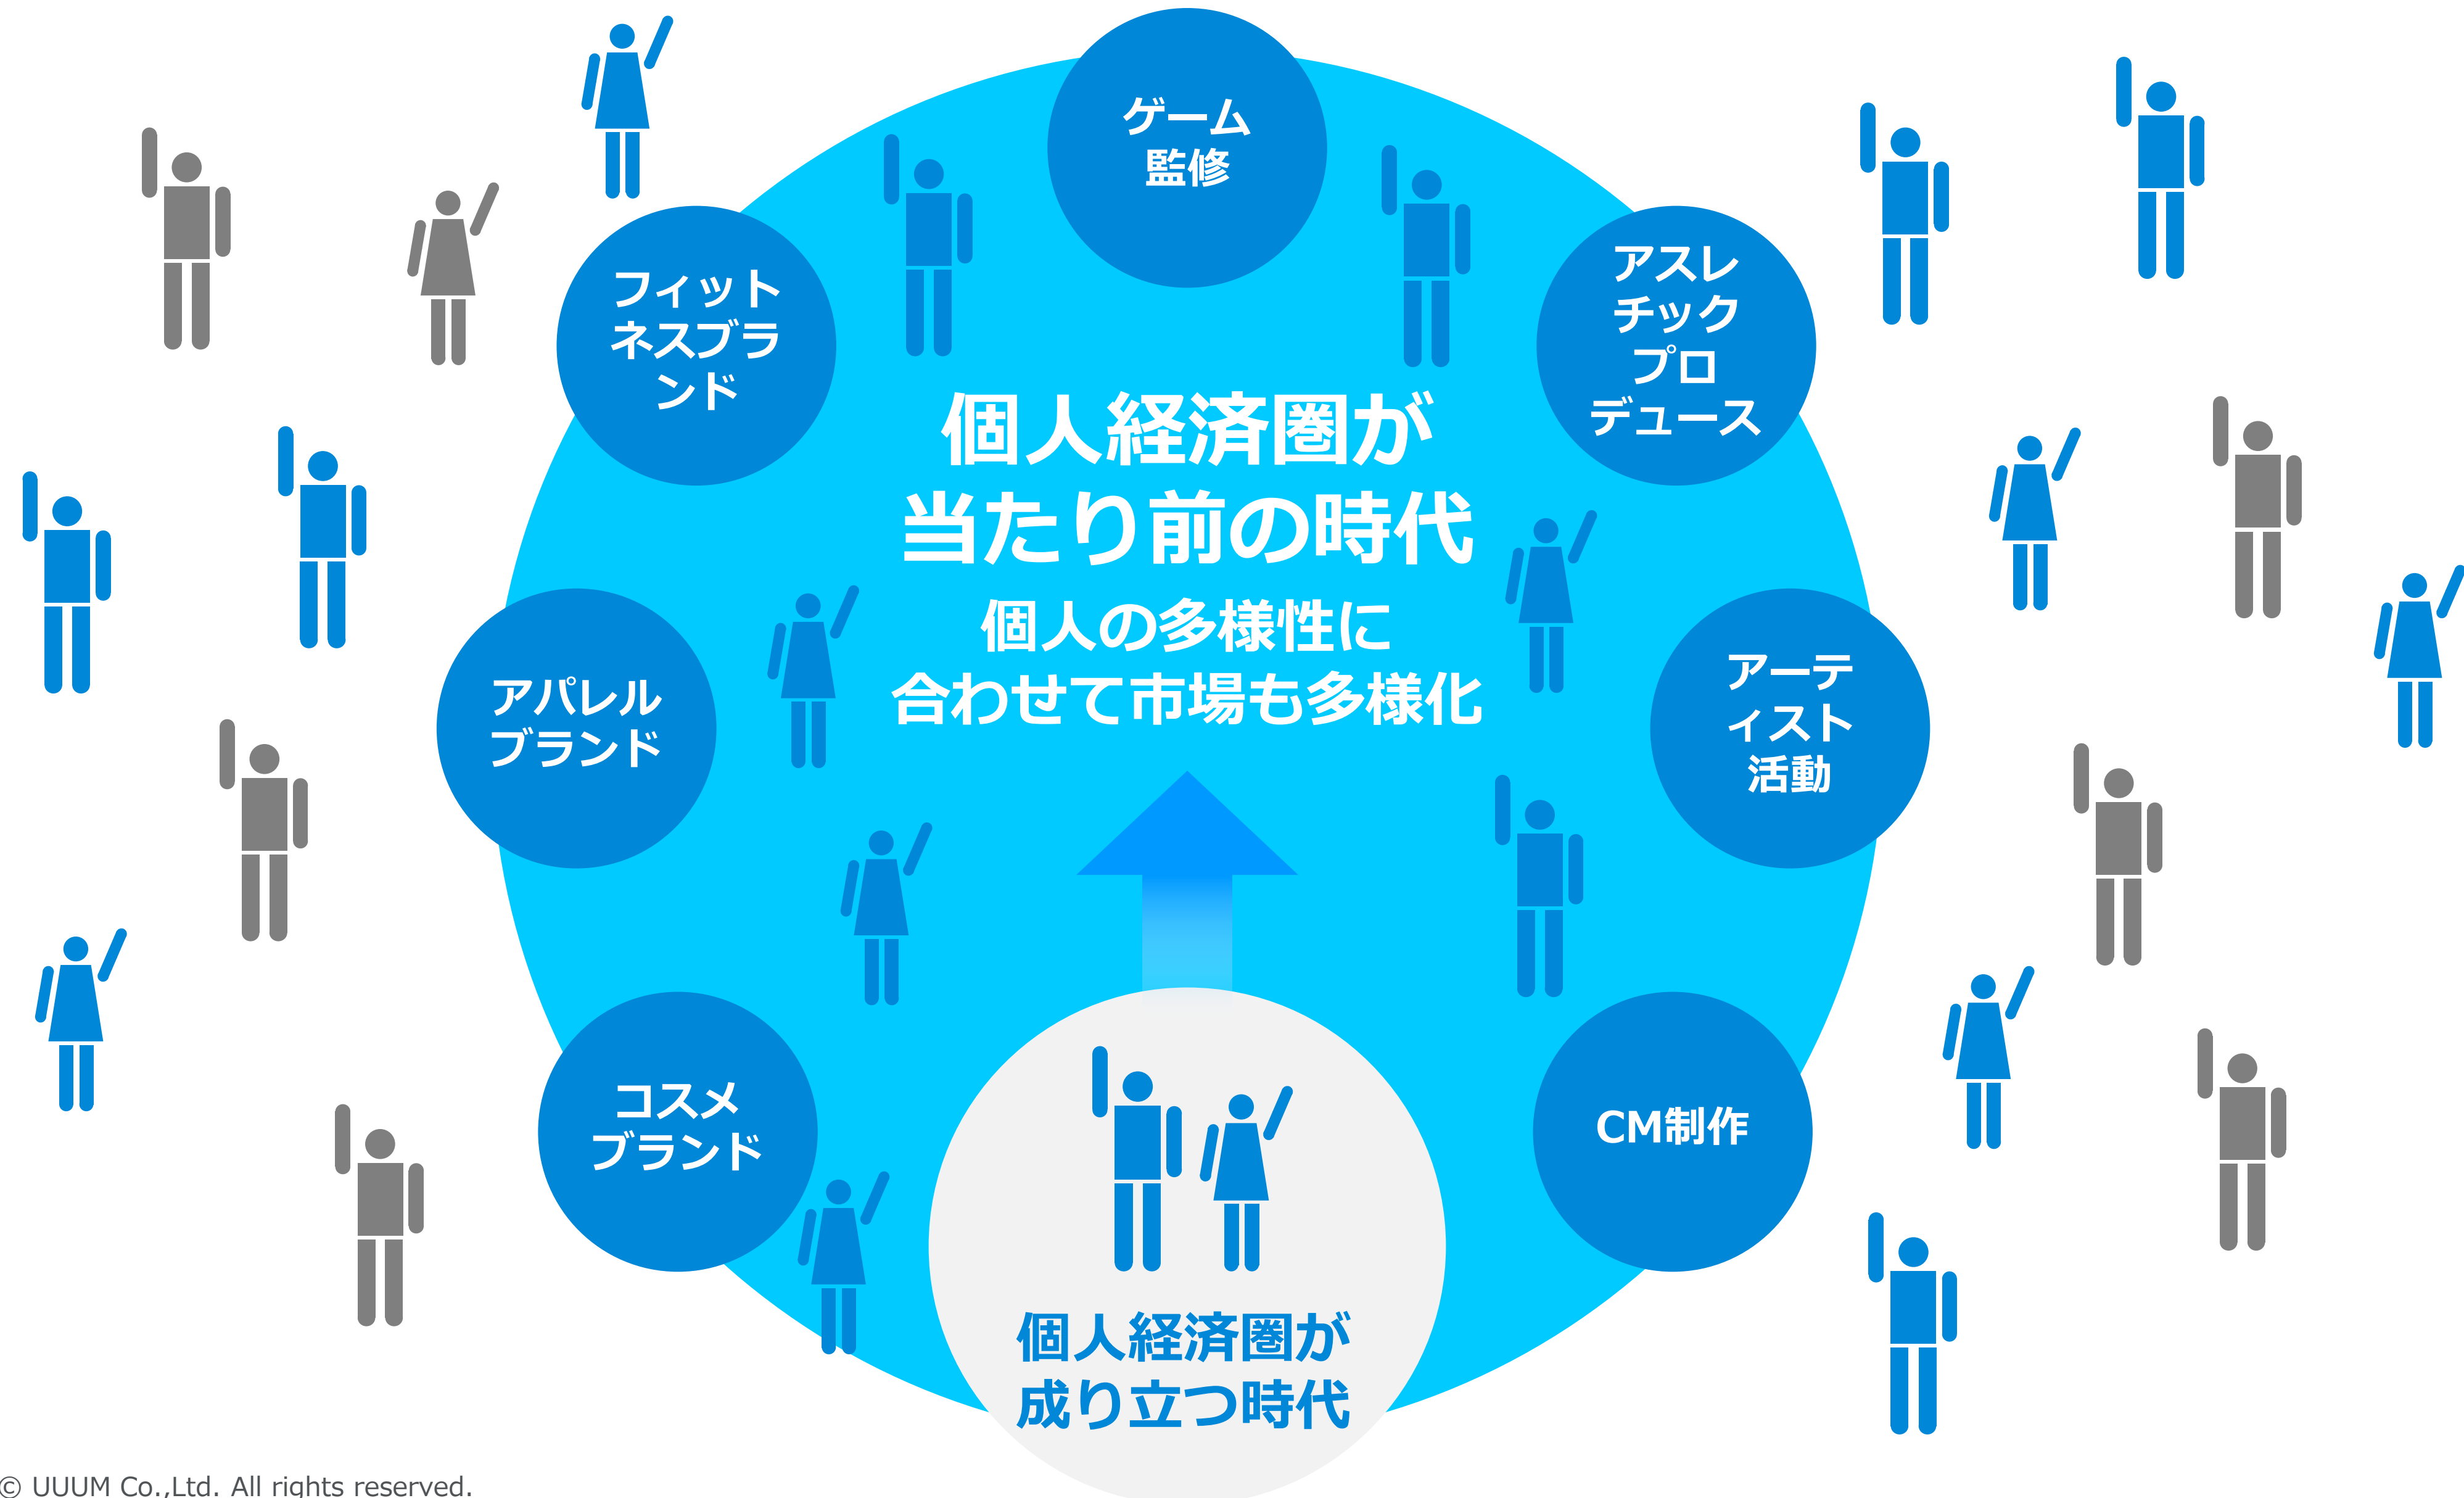 ゲーム
監修
フィット
ネスブラ
ンド
アスレ
チック
プロ
デュース
個人経済圏が
当たり前の時代
個人の多様性に
合わせて市場も多様化
アパレル
ブランド
アーテ
ィスト
活動
コスメ
ブランド
CM制作
個人経済圏が
成り立つ時代
© UUUM Co.,Ltd. All rights reserved.